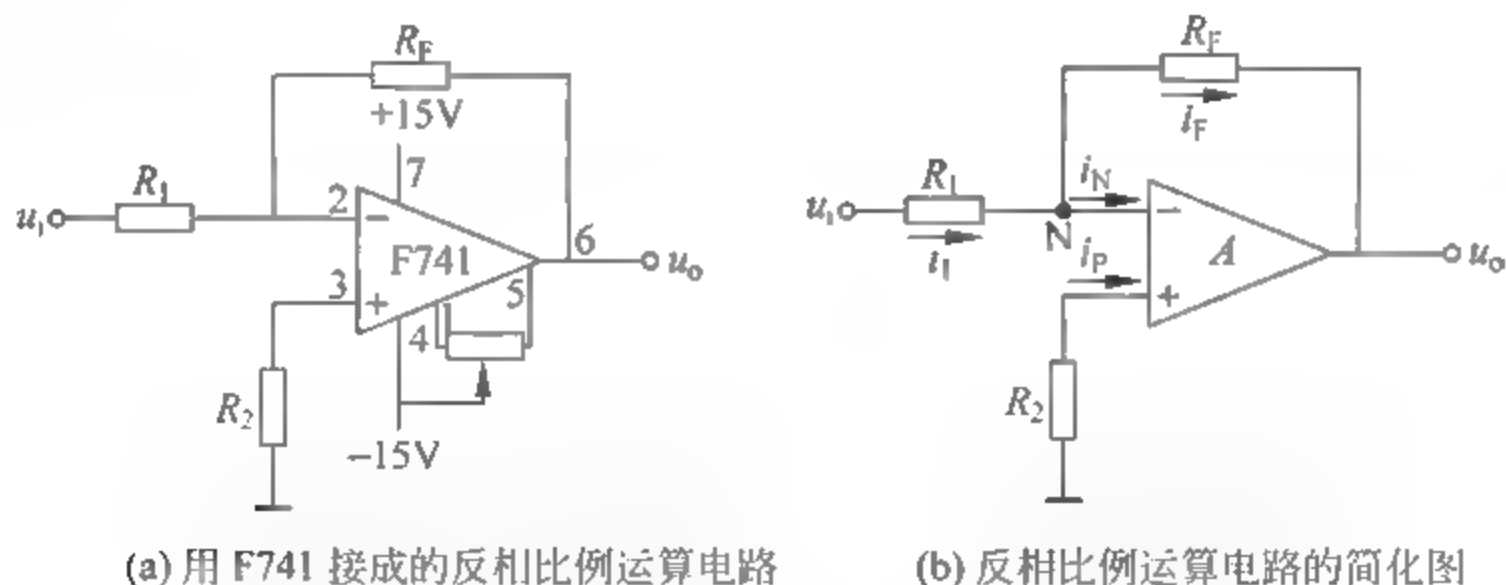 R_F
+15V
7
R_1
u_i
2
−
F741
6
u_o
3
+
5
4
R_2
−15V
R_F
i_F
R_1
i_N
u_i
−
N
i_1
i_P
A
u_o
+
R_2
(a) 用 F741 接成的反相比例运算电路
(b) 反相比例运算电路的简化图